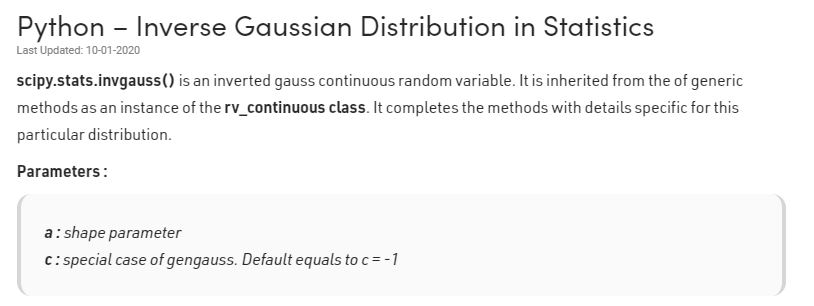 Python – Inverse Gaussian Distribution in Statistics
Last Updated: 10-01-2020
scipy.stats.invgauss() is an inverted gauss continuous random variable. It is inherited from the of generic
methods as an instance of the rv_continuous class. It completes the methods with details specific for this
particular distribution.
Parameters :
a : shape parameter
c : special case of gengauss. Default equals to c = -1